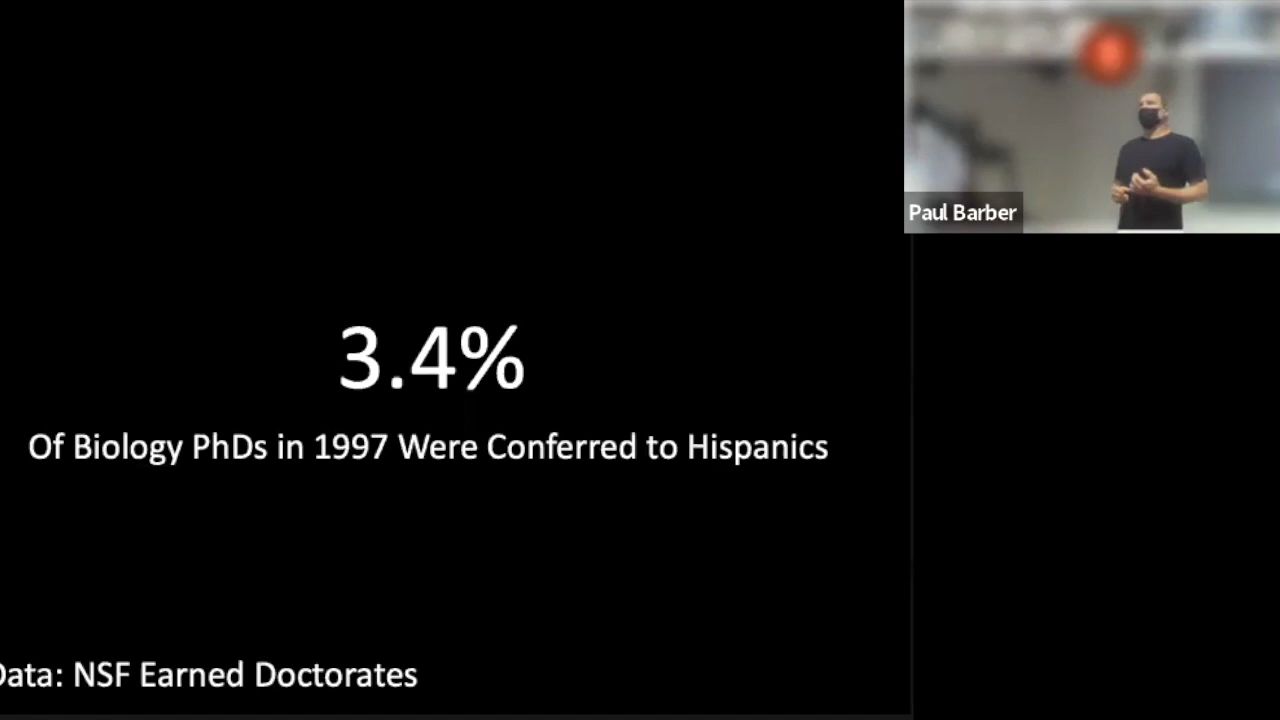 Paul Barber
3.4%
Of Biology PhDs in 1997 Were Conferred to Hispanics
Data: NSF Earned Doctorates